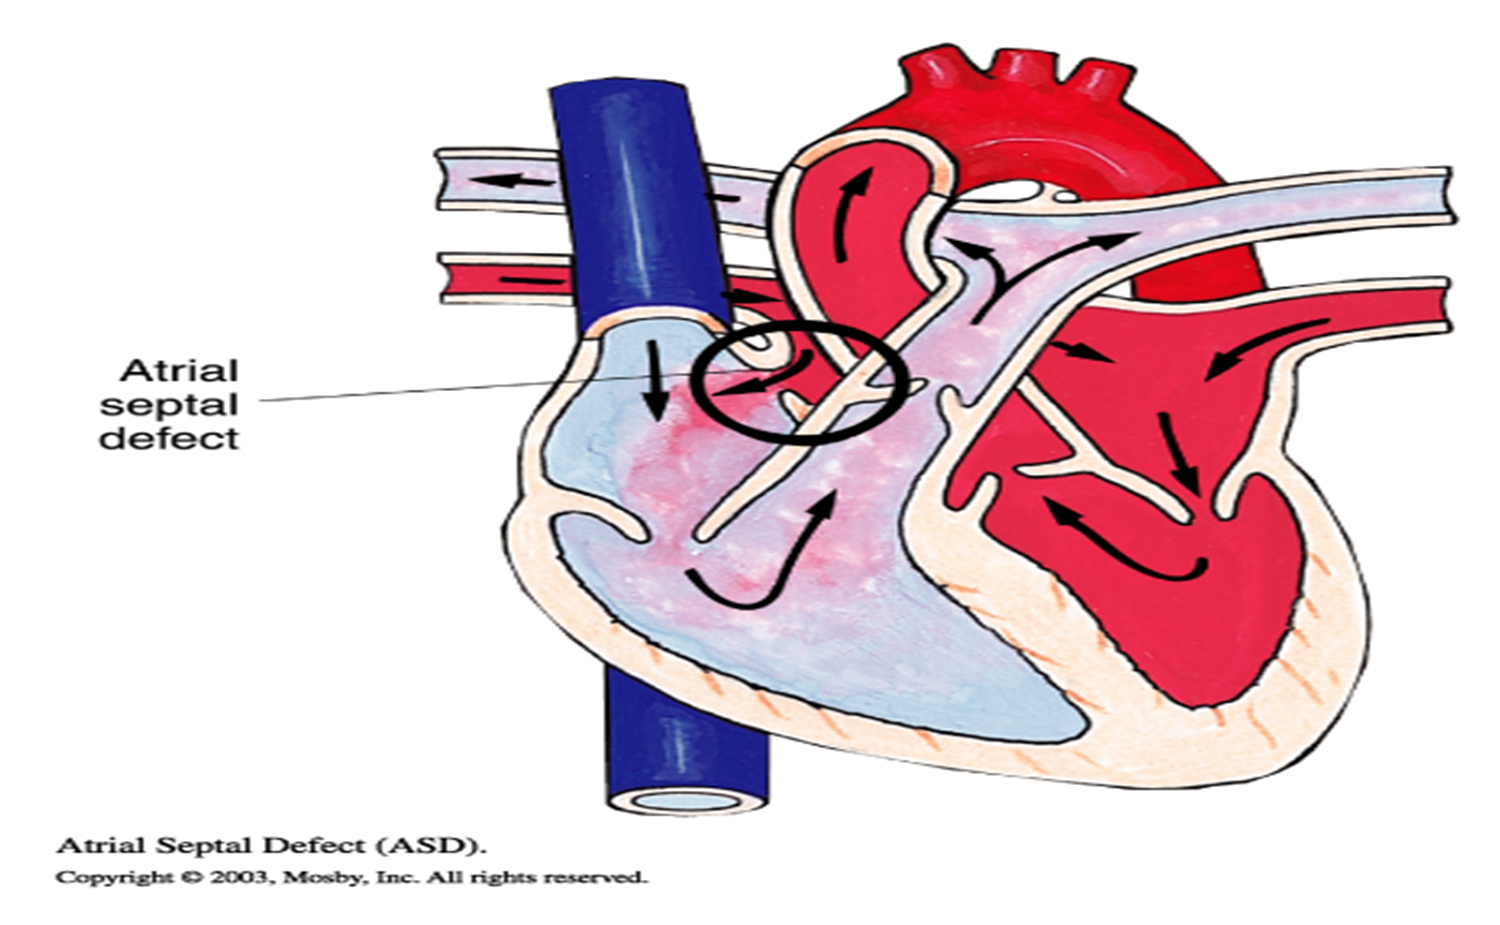 Atrial
septal
defect
Atrial Septal Defect (ASD).
Copyright © 2003, Mosby, Inc. All rights reserved.